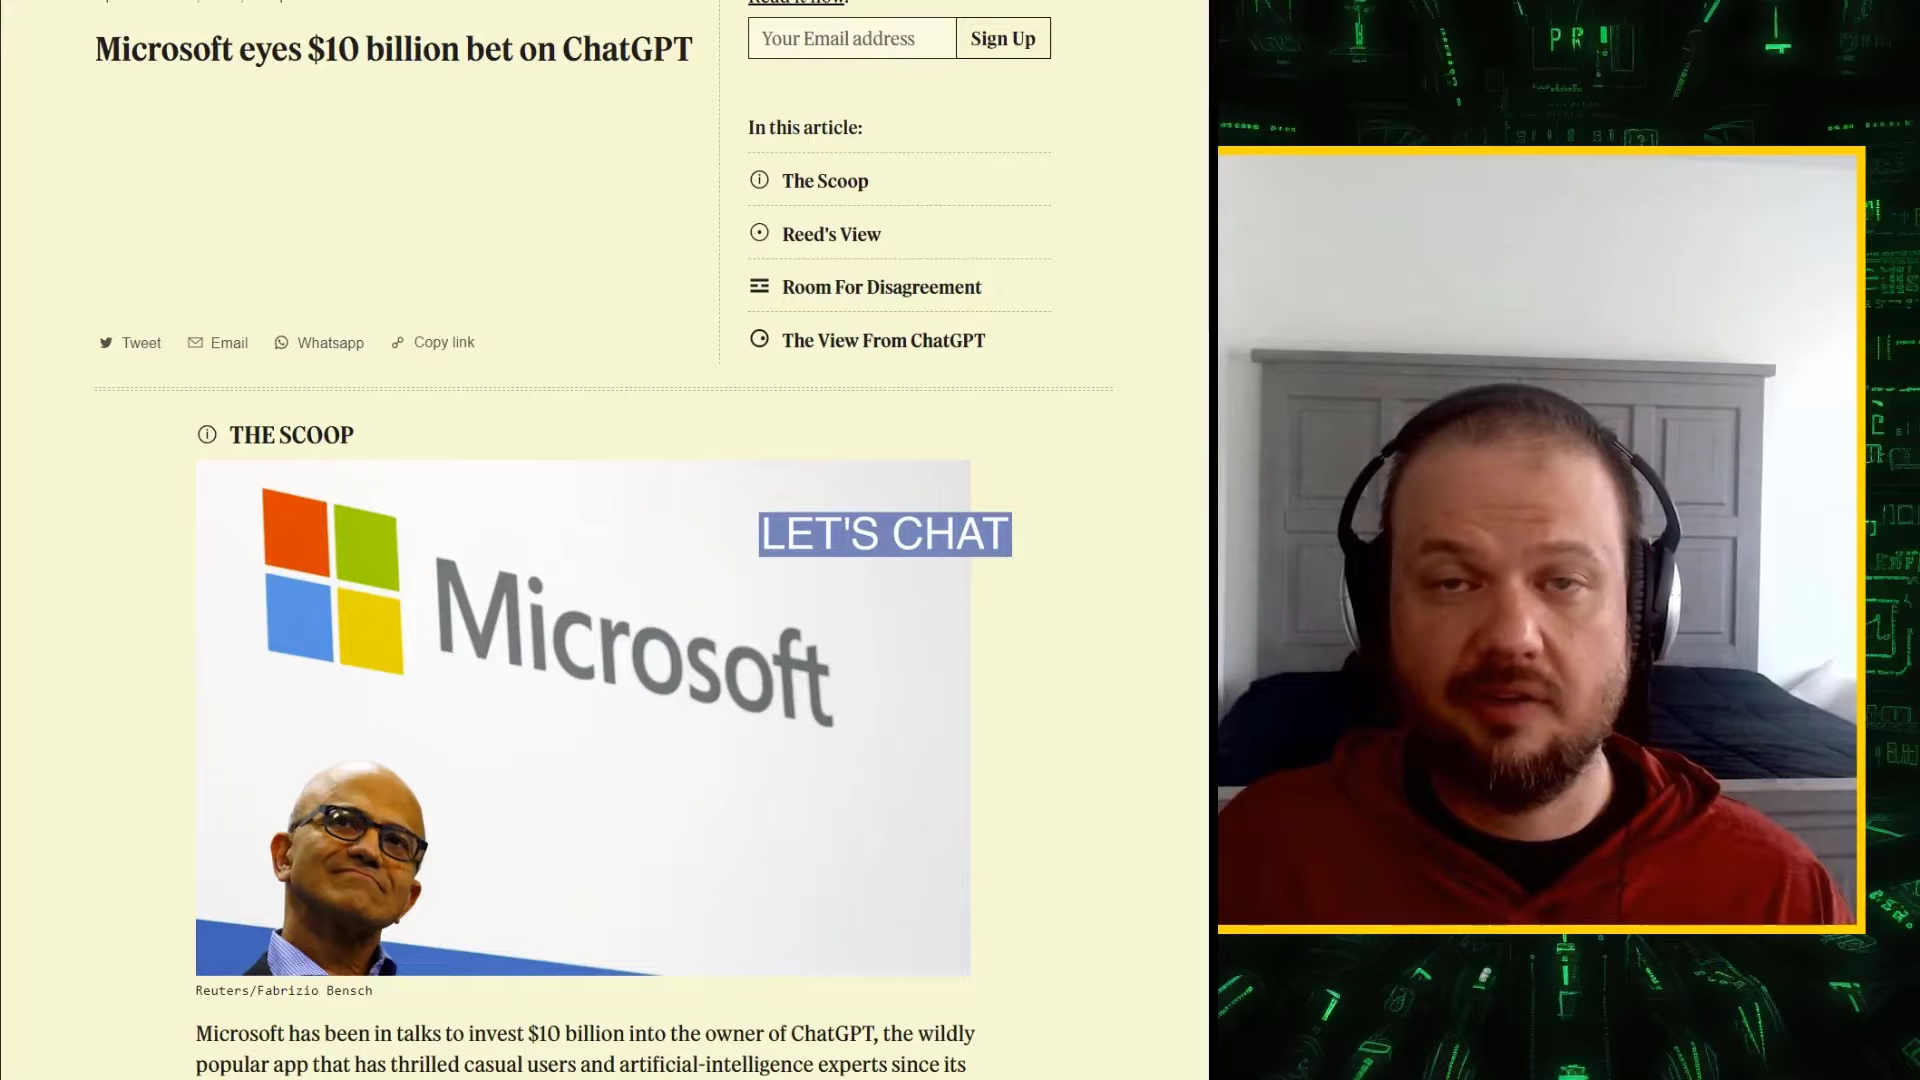 Read it now.
Microsoft eyes $10 billion bet on ChatGPT
Your Email address
Sign Up
In this article:
The Scoop
Reed's View
Room For Disagreement
The View From ChatGPT
Tweet
Email
Whatsapp
Copy link
THE SCOOP
LET'S CHAT
Microsoft
Reuters/Fabrizio Bensch
Microsoft has been in talks to invest $10 billion into the owner of ChatGPT, the wildly
popular app that has thrilled casual users and artificial-intelligence experts since its